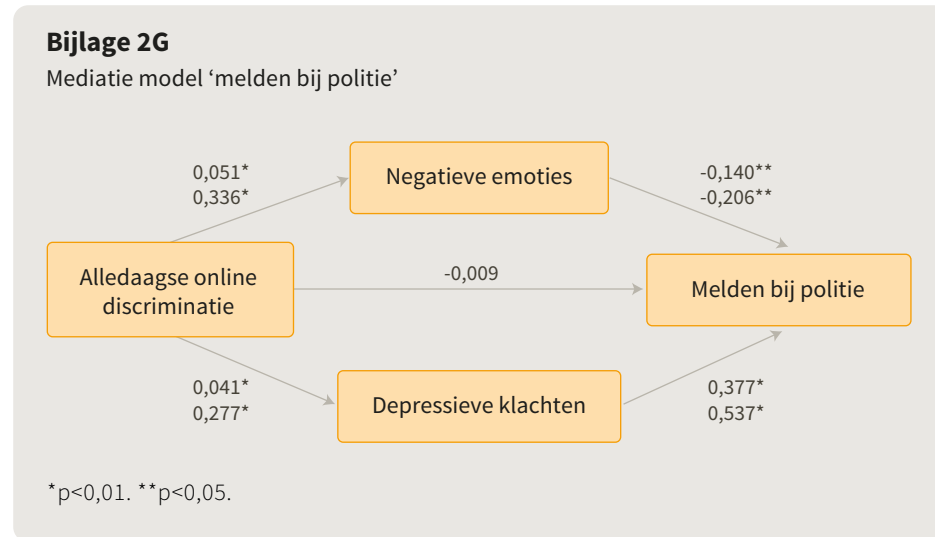 Bijlage 2G
Mediatie model ‘melden bij politie’
0,051*
0,336*
Negatieve emoties
-0,140**
-0,206**
Alledaagse online
discriminatie
-0,009
Melden bij politie
0,041*
0,277*
Depressieve klachten
0,377*
0,537*
*p<0,01. **p<0,05.